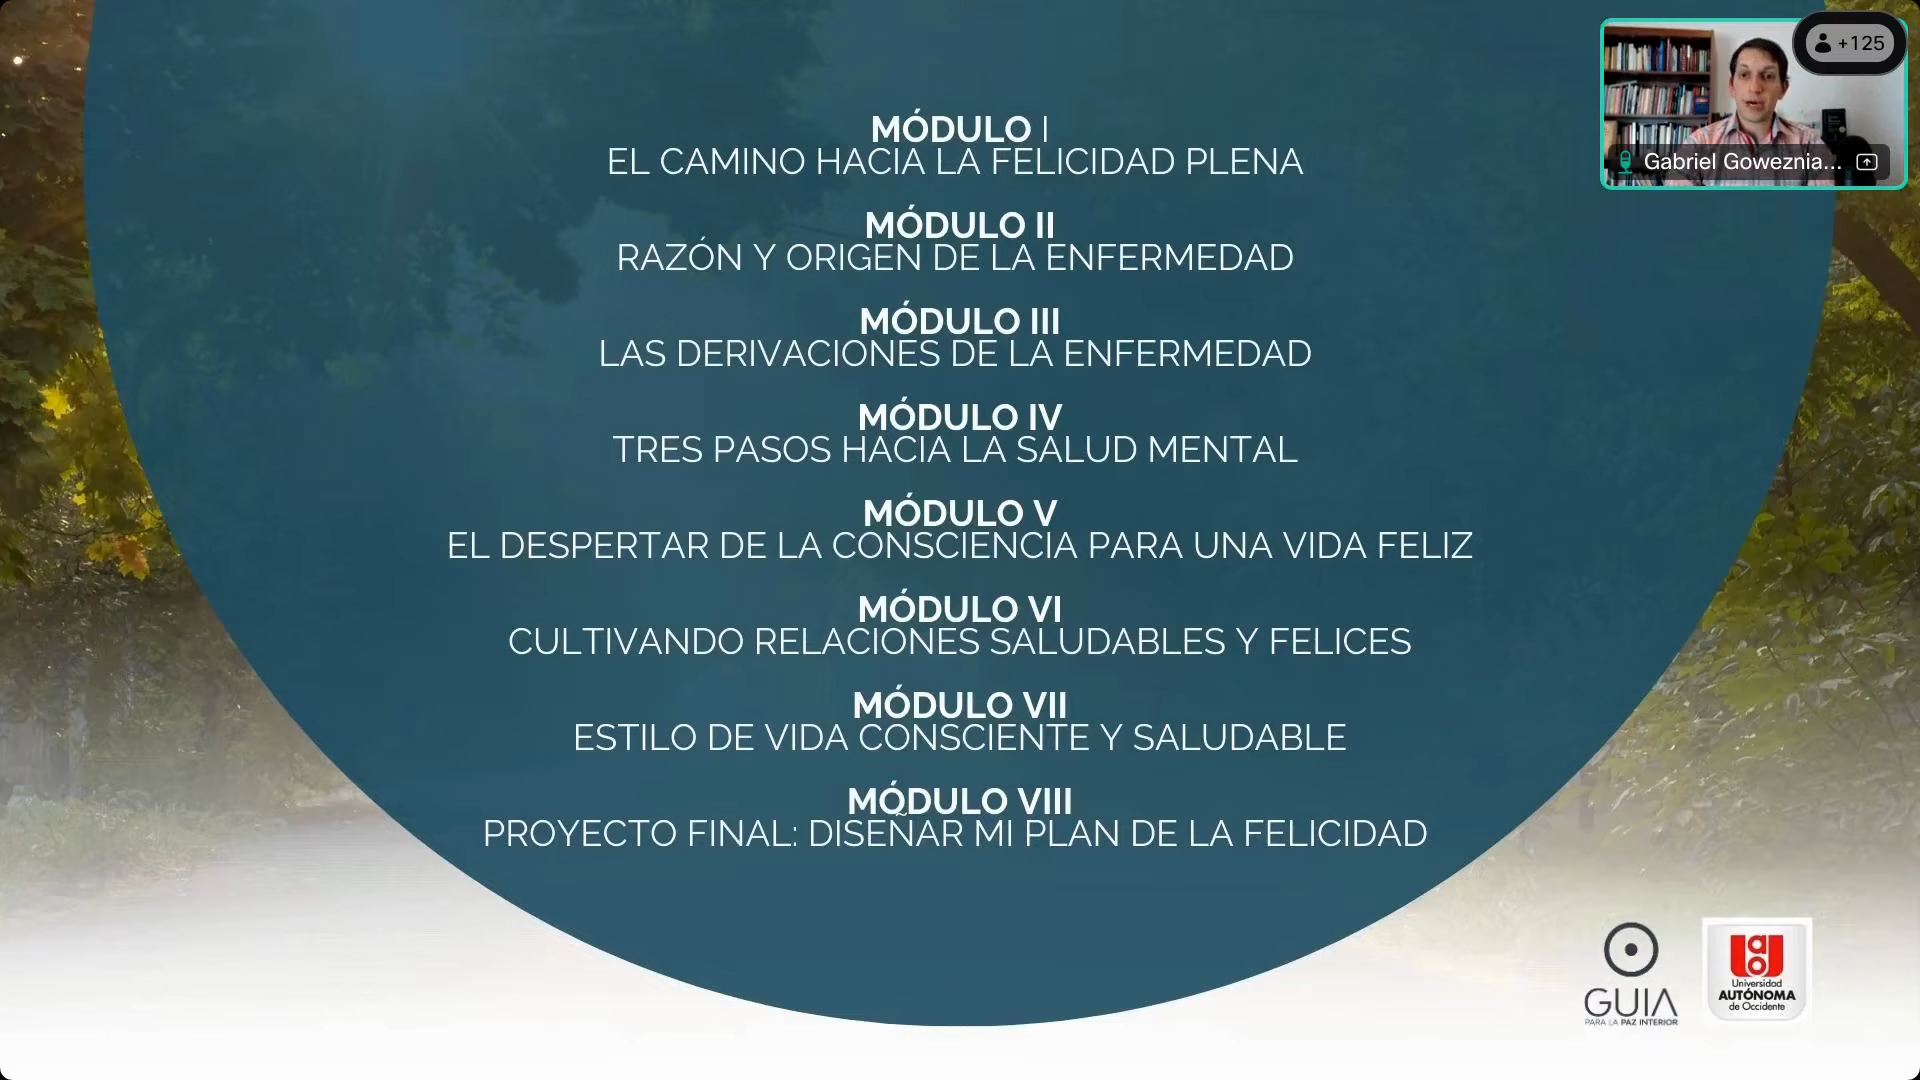 MÓDULO I
EL CAMINO HACIA LA FELICIDAD PLENA
MÓDULO II
RAZÓN Y ORIGEN DE LA ENFERMEDAD
MÓDULO III
LAS DERIVACIONES DE LA ENFERMEDAD
MÓDULO IV
TRES PASOS HACIA LA SALUD MENTAL
MÓDULO V
EL DESPERTAR DE LA CONSCIENCIA PARA UNA VIDA FELIZ
MÓDULO VI
CULTIVANDO RELACIONES SALUDABLES Y FELICES
MÓDULO VII
ESTILO DE VIDA CONSCIENTE Y SALUDABLE
MÓDULO VIII
PROYECTO FINAL: DISEÑAR MI PLAN DE LA FELICIDAD
+125
Gabriel Goweznia...
GUIA
PARA LA PAZ INTERIOR
Universidad
AUTÓNOMA
de Occidente